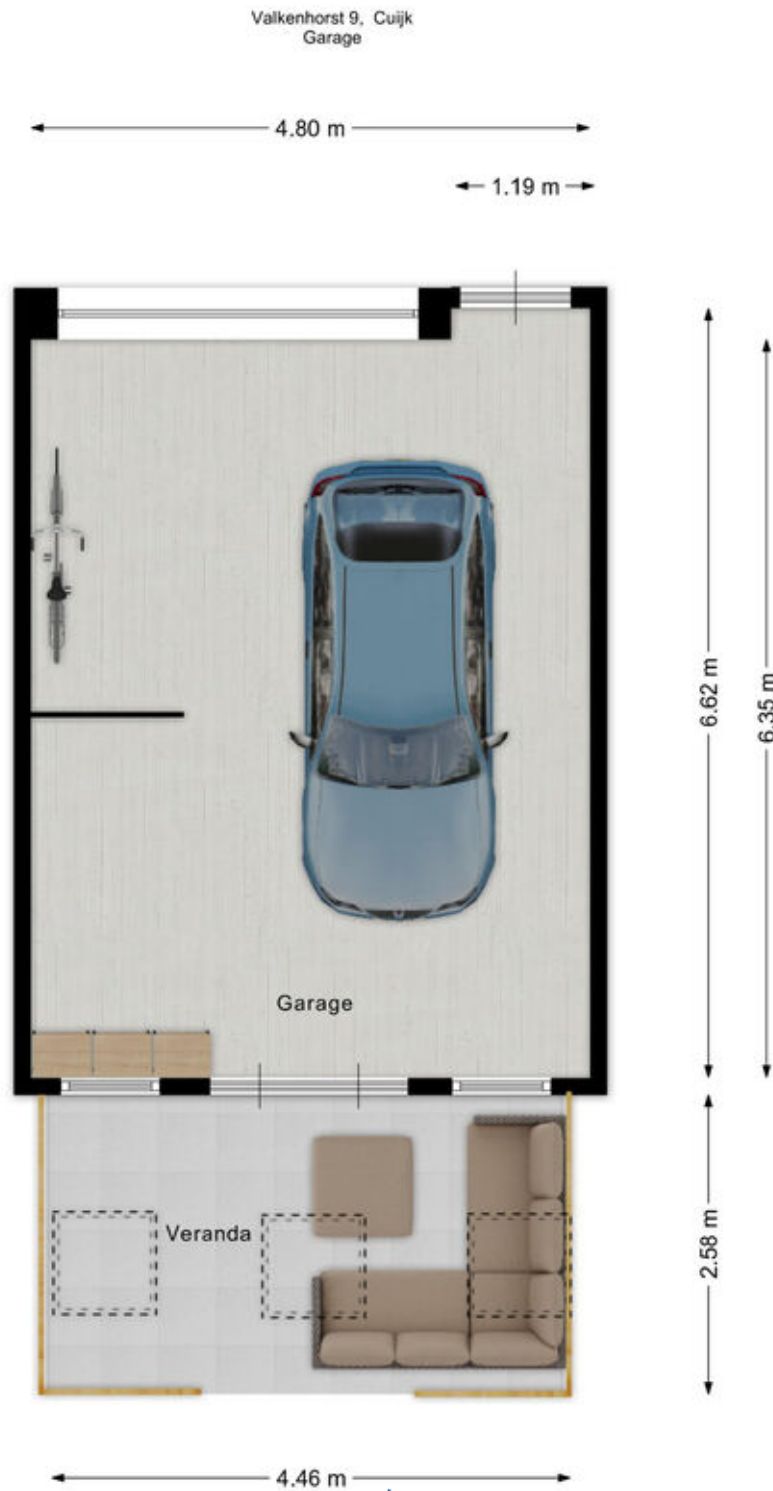 Valkenhorst 9, Cuijk
Garage
4.80 m
1.19 m
6.62 m
6.35 m
Garage
Veranda
2.58 m
4.46 m